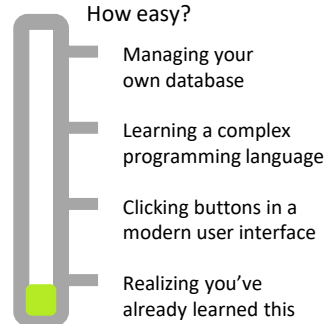 How easy?
Managing your
own database
Learning a complex
programming language
Clicking buttons in a
modern user interface
Realizing you've
already learned this